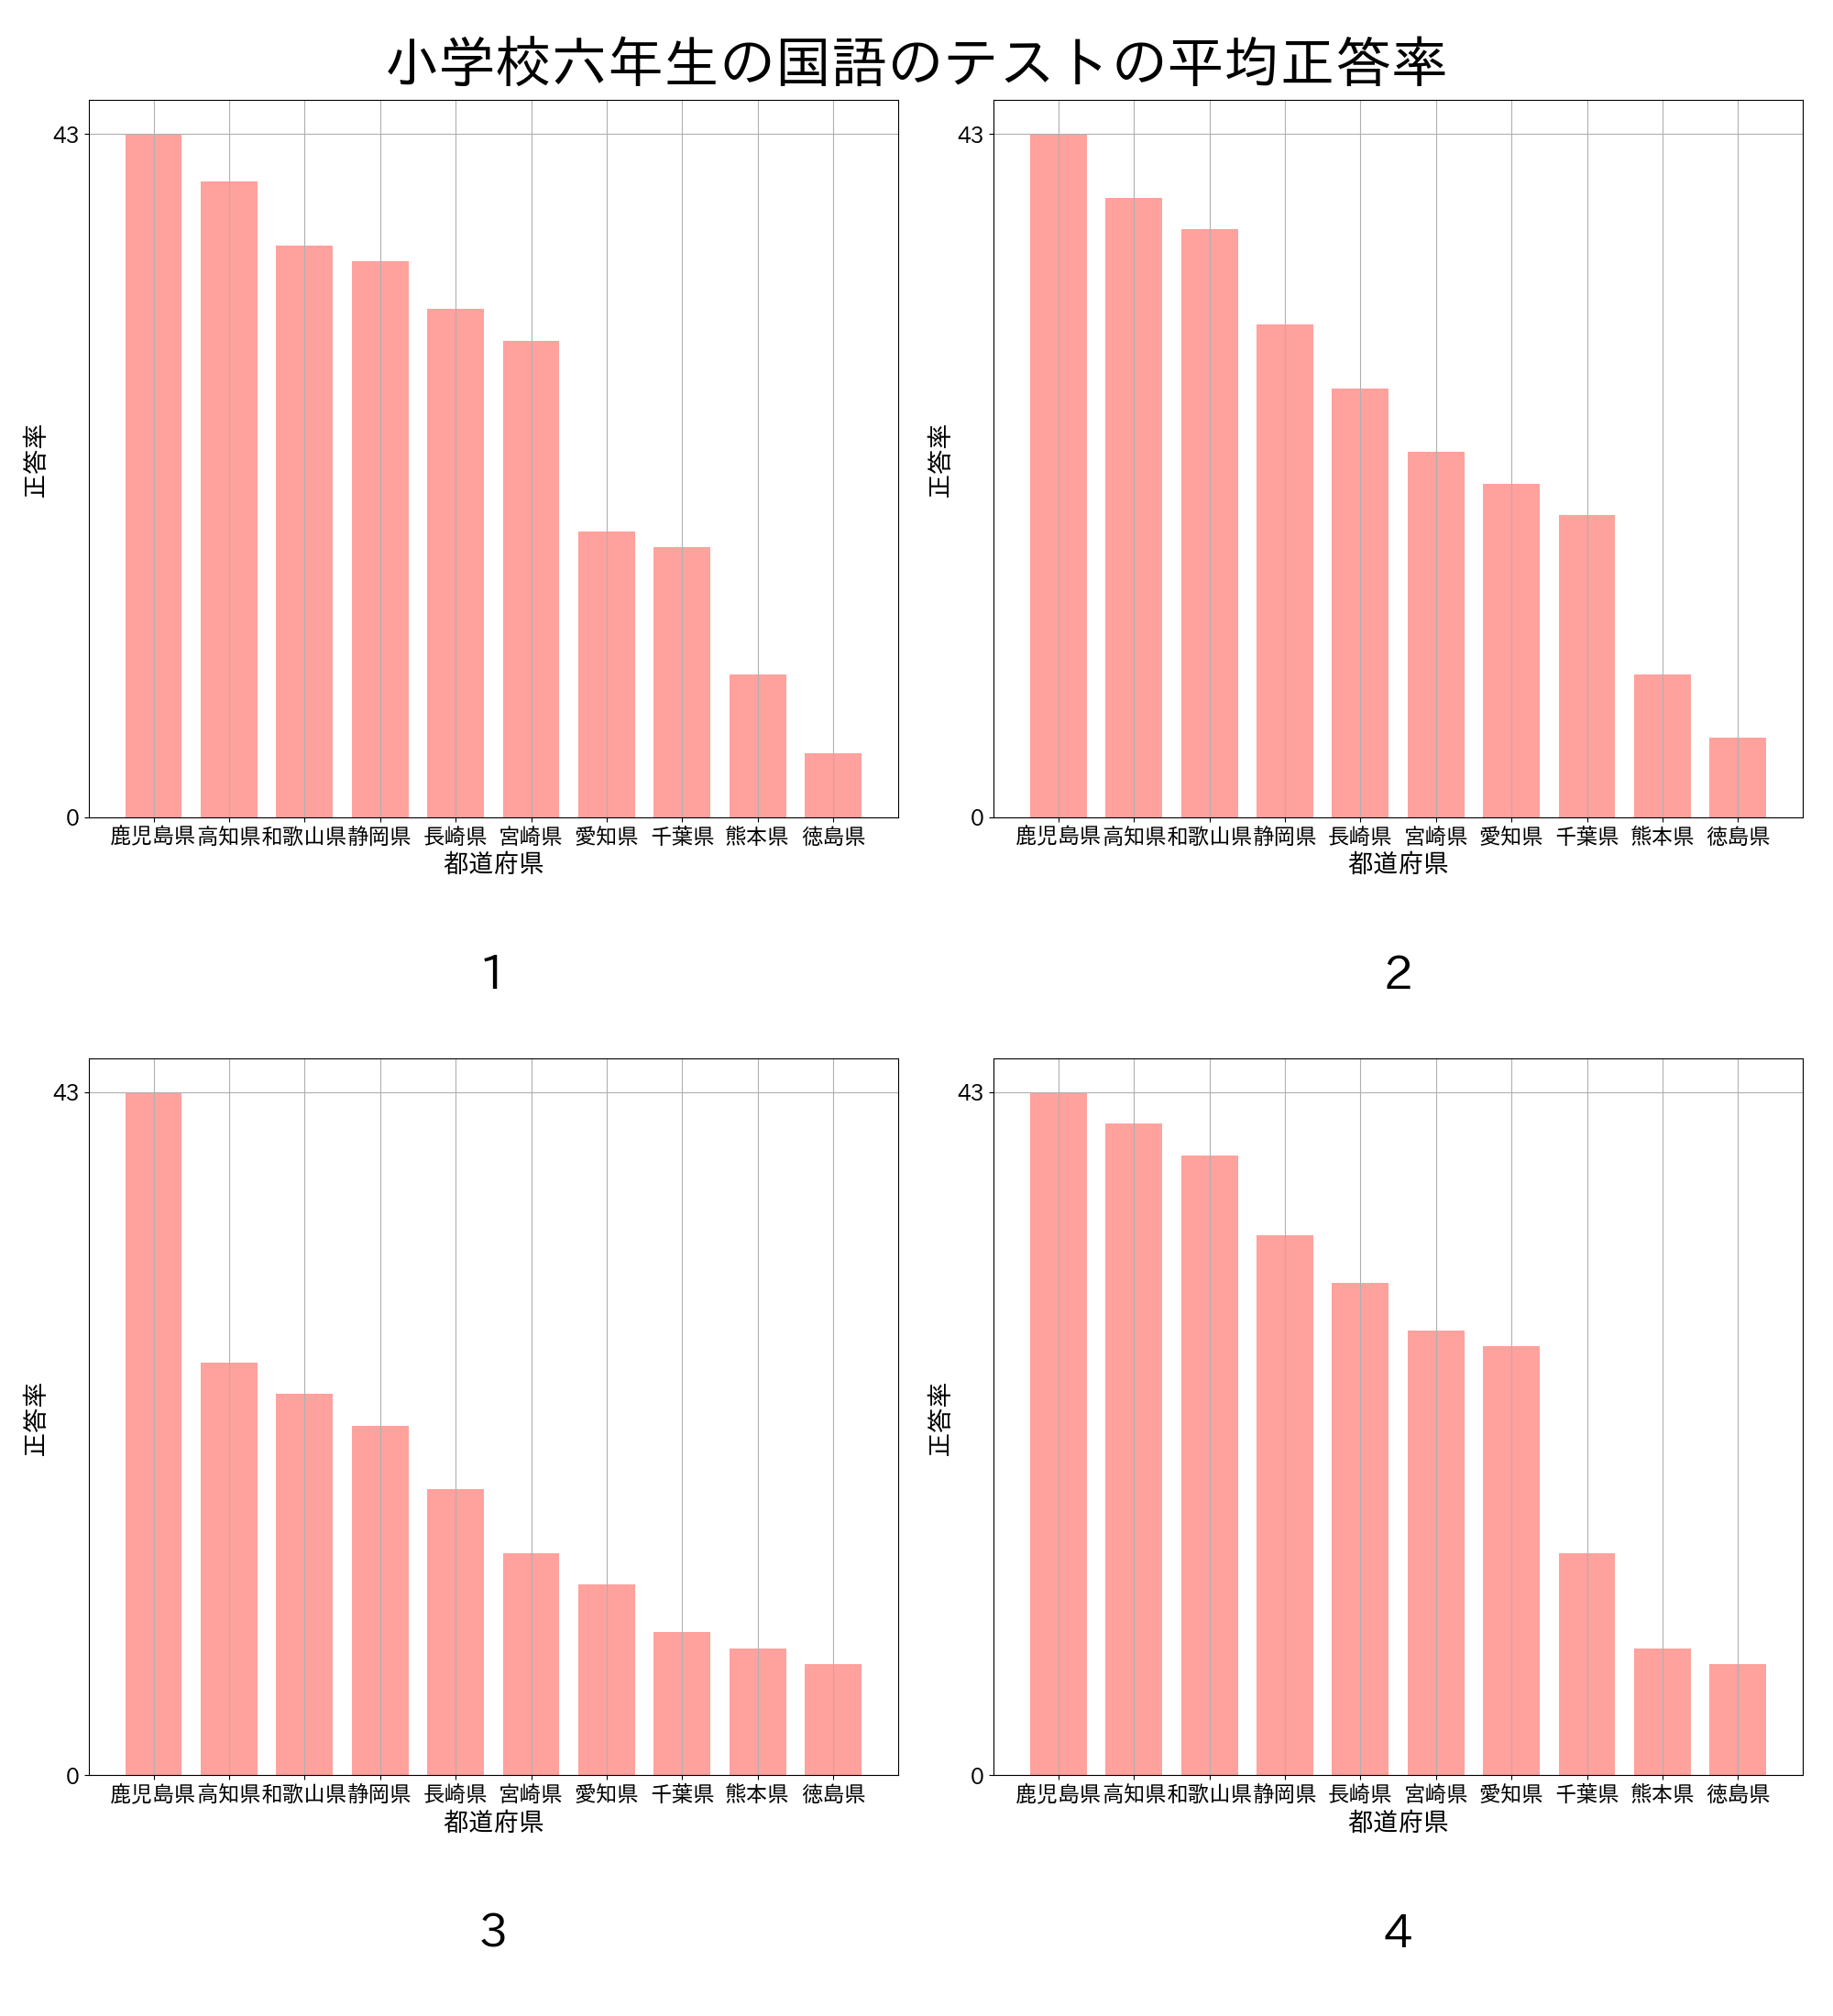 小学校六年生の国語のテストの平均正答率
43
正答率
0
鹿児島県 高知県 和歌山県 静岡県 長崎県 宮崎県 愛知県 千葉県 熊本県 徳島県
都道府県
1
43
正答率
0
鹿児島県 高知県 和歌山県 静岡県 長崎県 宮崎県 愛知県 千葉県 熊本県 徳島県
都道府県
2
43
正答率
0
鹿児島県 高知県 和歌山県 静岡県 長崎県 宮崎県 愛知県 千葉県 熊本県 徳島県
都道府県
3
43
正答率
0
鹿児島県 高知県 和歌山県 静岡県 長崎県 宮崎県 愛知県 千葉県 熊本県 徳島県
都道府県
4